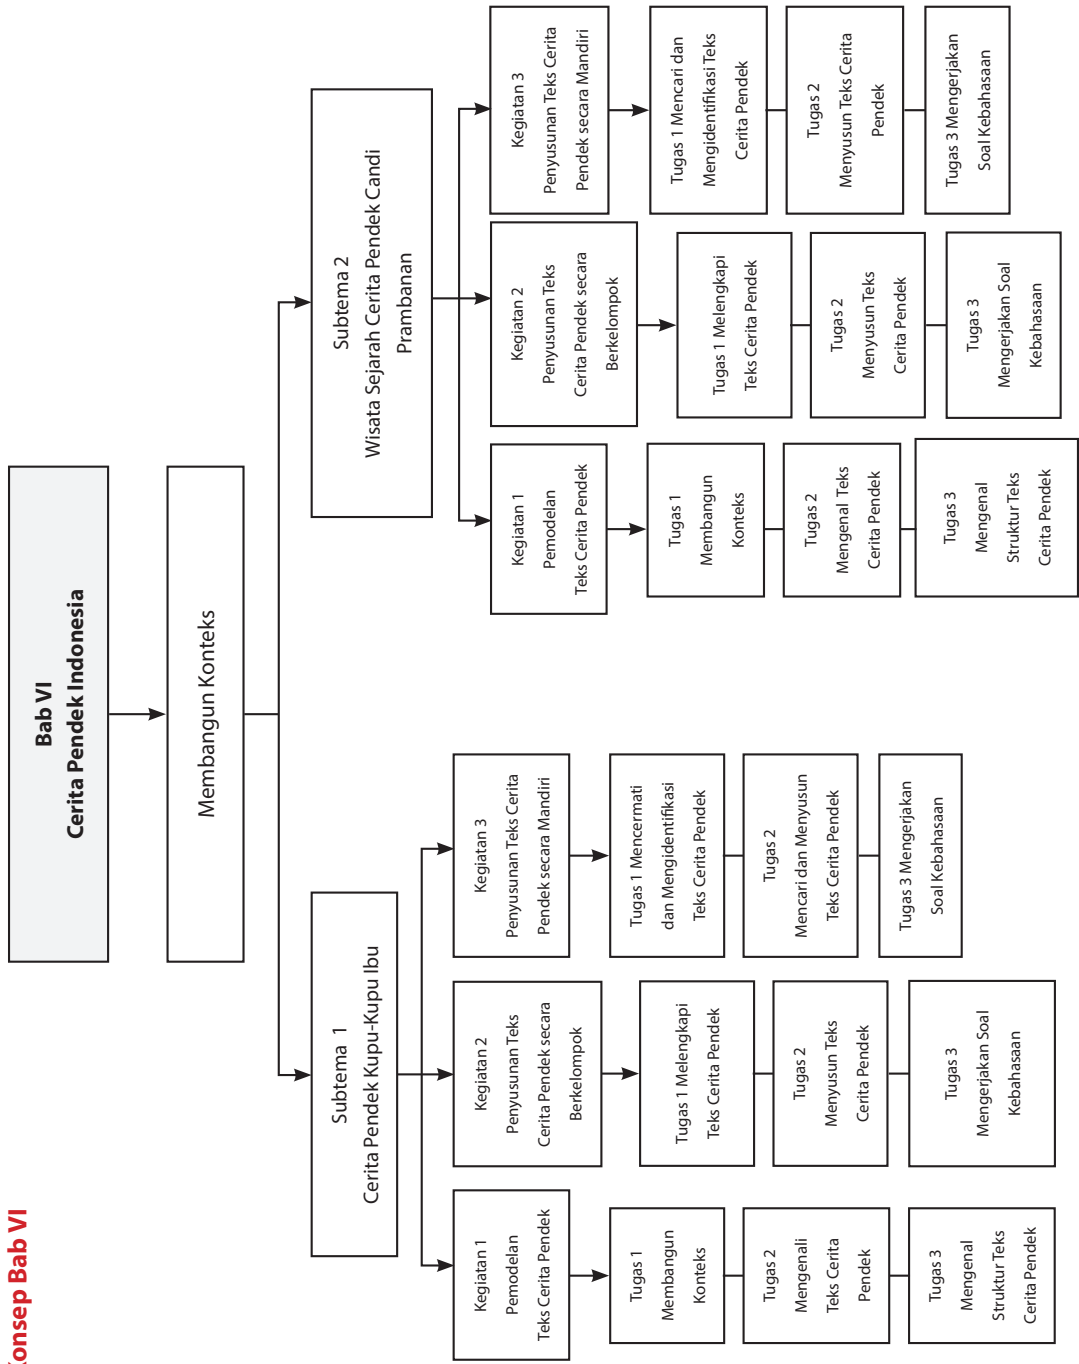 onsep Bab VI
Bab VI
Cerita Pendek Indonesia
Membangun Konteks
Subtema 1
Cerita Pendek Kupu-Kupu Ibu
Kegiatan 1
Pemodelan
Teks Cerita Pendek
Tugas 1
Membangun
Konteks
Tugas 2
Mengenali
Teks Cerita
Pendek
Tugas 3
Mengenal
Struktur Teks
Cerita Pendek
Kegiatan 2
Penyusunan Teks
Cerita Pendek secara
Berkelompok
Tugas 1 Melengkapi
Teks Cerita Pendek
Tugas 2
Menyusun Teks
Cerita Pendek
Tugas 3
Mengerjakan Soal
Kebahasaan
Kegiatan 3
Penyusunan Teks Cerita
Pendek secara Mandiri
Tugas 1 Mencermati
dan Mengidentifikasi
Teks Cerita Pendek
Tugas 2
Mencari dan Menyusun
Teks Cerita Pendek
Tugas 3 Mengerjakan
Soal Kebahasaan
Subtema 2
Wisata Sejarah Cerita Pendek Candi
Prambanan
Kegiatan 1
Pemodelan
Teks Cerita Pendek
Tugas 1
Membangun
Konteks
Tugas 2
Mengenal Teks
Cerita Pendek
Tugas 3
Mengenal
Struktur Teks
Cerita Pendek
Kegiatan 2
Penyusunan Teks
Cerita Pendek secara
Berkelompok
Tugas 1 Melengkapi
Teks Cerita Pendek
Tugas 2
Menyusun Teks
Cerita Pendek
Tugas 3
Mengerjakan Soal
Kebahasaan
Kegiatan 3
Penyusunan Teks Cerita
Pendek secara Mandiri
Tugas 1 Mencari dan
Mengidentifikasi Teks
Cerita Pendek
Tugas 2
Menyusun Teks Cerita
Pendek
Tugas 3 Mengerjakan
Soal Kebahasaan